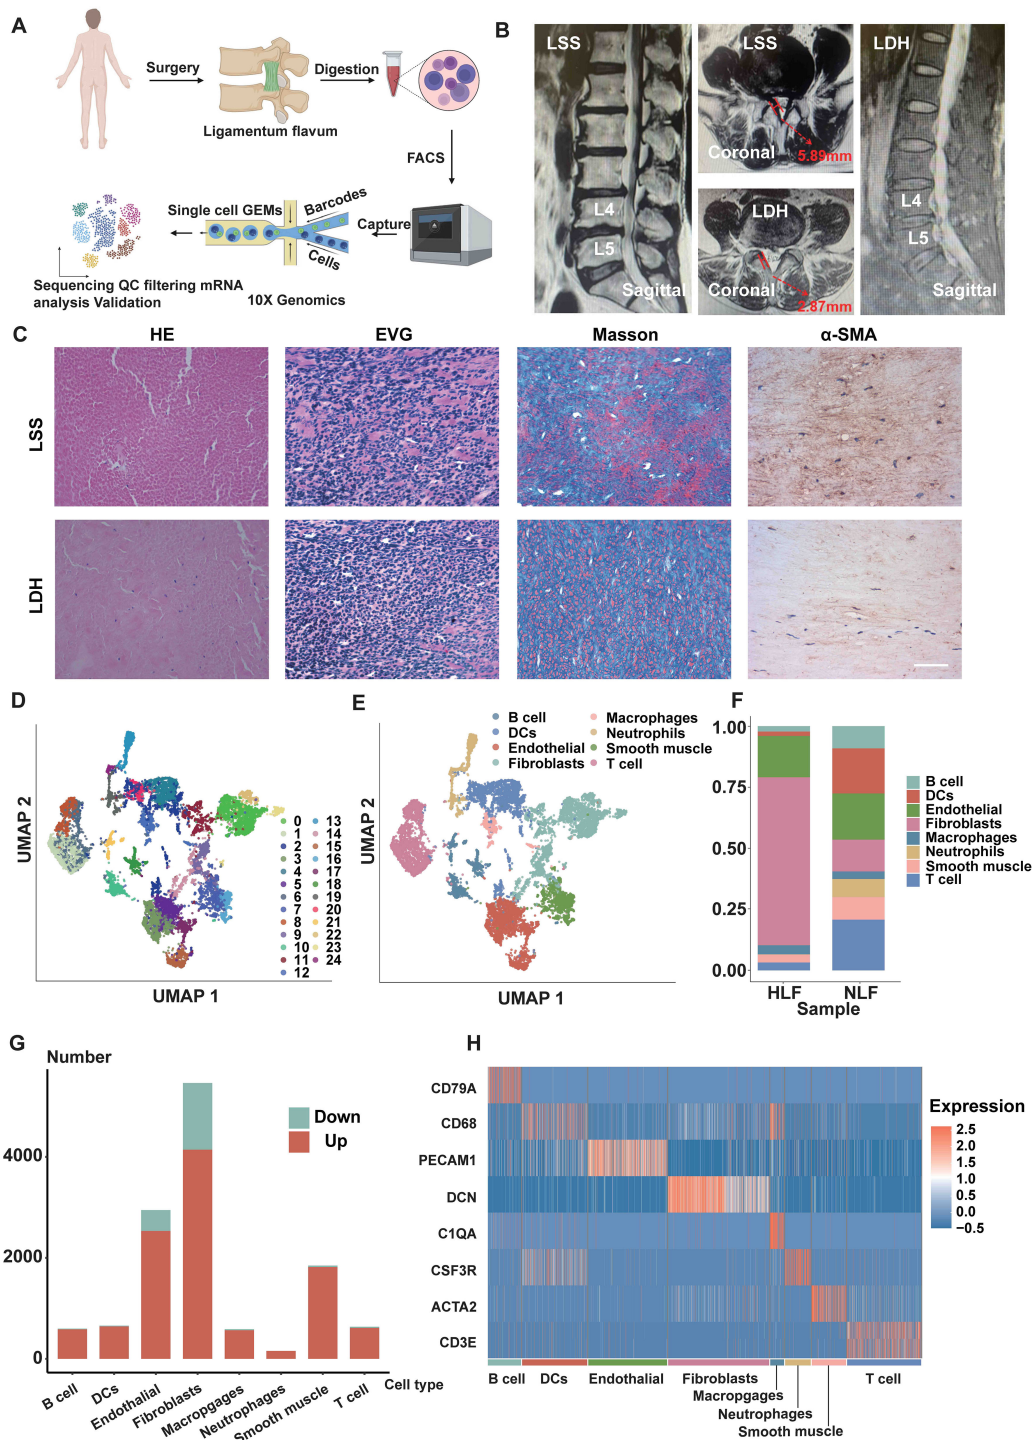 A
Surgery
Digestion
Ligamentum flavum
FACS
Single cell GEMs
Barcodes
Capture
Cells
Sequencing QC filtering mRNA
analysis Validation
10X Genomics
B
LSS
L4
L5
Sagittal
LSS
Coronal
5.89mm
LDH
Coronal
2.87mm
LDH
L4
L5
Sagittal
C
HE
EVG
Masson
α-SMA
LSS
LDH
D
UMAP 2
UMAP 1
0
1
2
3
4
5
6
7
8
9
10
11
12
13
14
15
16
17
18
19
20
21
22
23
24
E
B cell
DCs
Endothelial
Fibroblasts
Macrophages
Neutrophils
Smooth muscle
T cell
UMAP 2
UMAP 1
F
1.00
0.75
0.50
0.25
0.00
HLF
NLF
Sample
B cell
DCs
Endothelial
Fibroblasts
Macrophages
Neutrophils
Smooth muscle
T cell
G
Number
4000
2000
0
Down
Up
B cell
DCs
Endothelial
Fibroblasts
Macropgages
Neutrophages
Smooth muscle
T cell
Cell type
H
CD79A
CD68
PECAM1
DCN
C1QA
CSF3R
ACTA2
CD3E
B cell
DCs
Endothelial
Fibroblasts
Macropgages
Neutrophages
Smooth muscle
T cell
Expression
2.5
2.0
1.5
1.0
0.5
0.0
−0.5